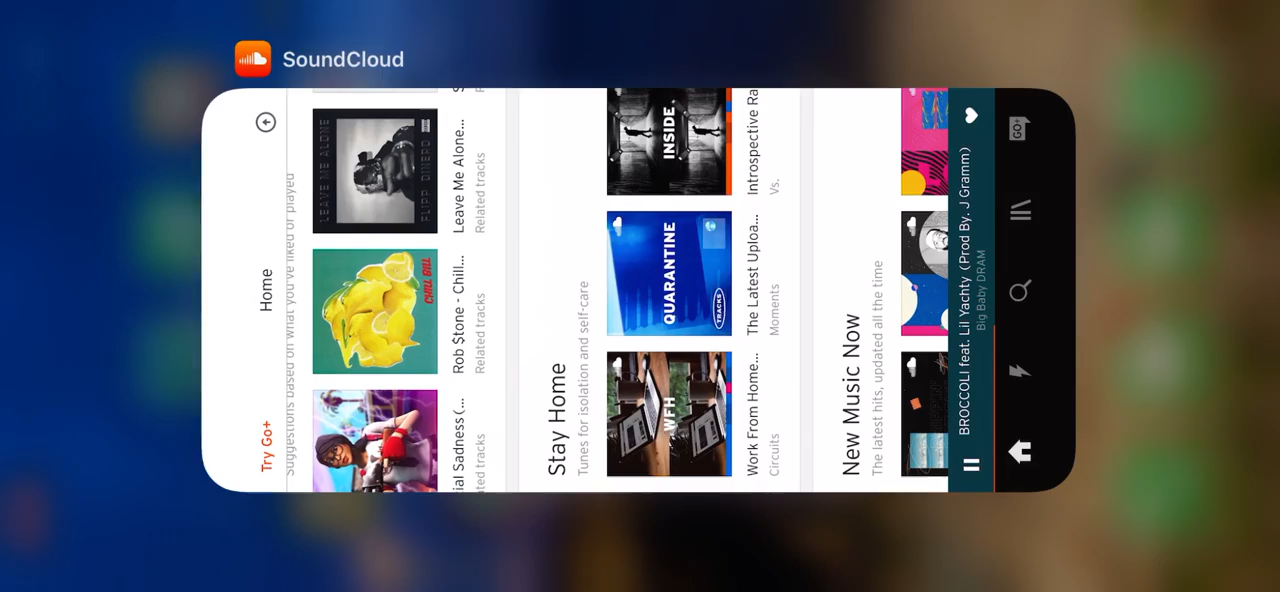 SoundCloud
Try Go+
Home
Suggestions based on what you've liked or played
ial Sadness (...
ted tracks
CHILL BILL
Rob $tone - Chill...
Related tracks
LEAVE ME ALONE
FLIPP DINERO
Leave Me Alone...
Related tracks
Stay Home
Tunes for isolation and self-care
WFH
Work From Home...
Circuits
QUARANTINE
TRACKS
The Latest Uploa...
Moments
INSIDE.
Introspective Ra
Vs.
New Music Now
The latest hits, updated all the time
BROCCOLI feat. Lil Yachty (Prod By. J Gramm)
Big Baby DRAM
GO+